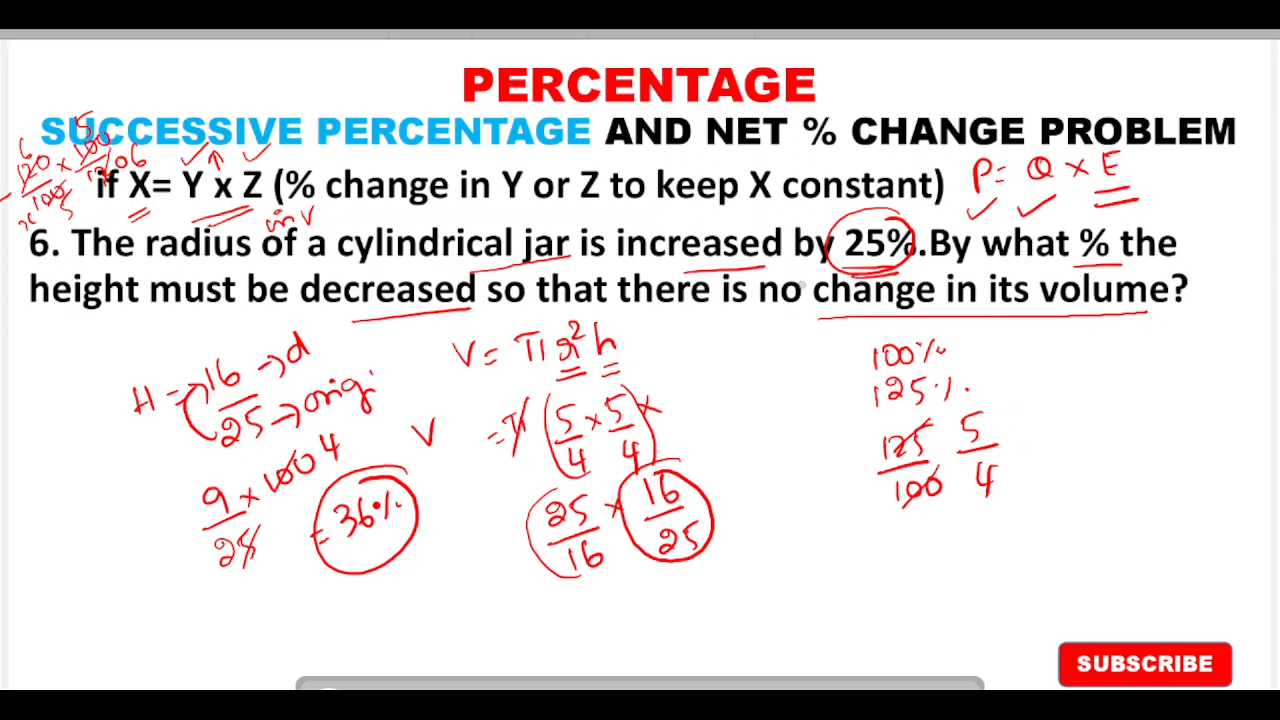 PERCENTAGE
SUCCESSIVE PERCENTAGE AND NET % CHANGE PROBLEM
if X= Y x Z (% change in Y or Z to keep X constant)
P= Q × E
in V
6. The radius of a cylindrical jar is increased by 25%.By what % the
height must be decreased so that there is no change in its volume?
V = π r² h
100%
125%
H = 16 → d
25 → orig
V = π (5/4 × 5/4) ×
125/100 5/4
9/25 × 100 4
= 36%
25/16 × 16/25
SUBSCRIBE